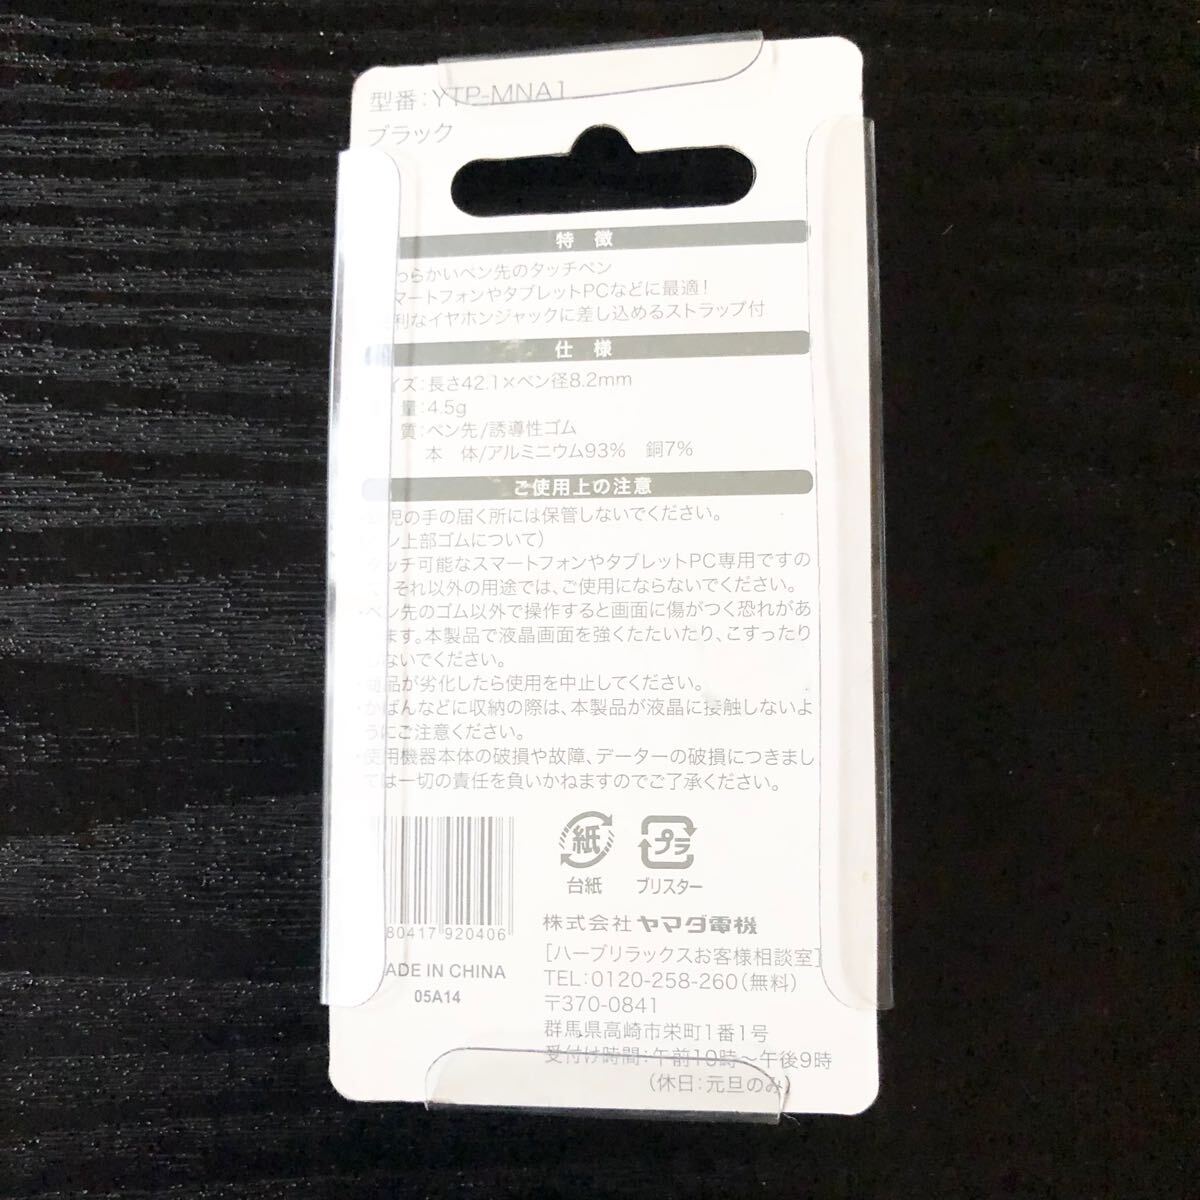 型番:YTP-MNA1
ブラック
特 徴
わらかいペン先のタッチペン
マートフォンやタブレットPCなどに最適!
利なイヤホンジャックに差し込めるストラップ付
仕 様
イズ:長さ42.1×ペン径8.2mm
量:4.5g
質:ペン先/誘導性ゴム
本 体/アルミニウム93% 銅7%
ご使用上の注意
児の手の届く所には保管しないでください。
ン上部ゴムについて)
タッチ可能なスマートフォンやタブレットPC専用ですの
それ以外の用途では、ご使用にならないでください。
・ペン先のゴム以外で操作すると画面に傷がつく恐れがあ
ます。本製品で液晶画面を強くたたいたり、こすったり
しないでください。
・商品が劣化したら使用を中止してください。
・かばんなどに収納の際は、本製品が液晶に接触しないよ
うにご注意ください。
・使用機器本体の破損や故障、データーの破損につきまし
ては一切の責任を負いかねますのでご了承ください。
紙 プラ
台紙 ブリスター
80417 920406
株式会社 ヤマダ電機
[ハーブリラックスお客様相談室]
ADE IN CHINA
05A14
TEL:0120-258-260(無料)
〒370-0841
群馬県高崎市栄町1番1号
受付け時間:午前10時〜午後9時
(休日:元旦のみ)